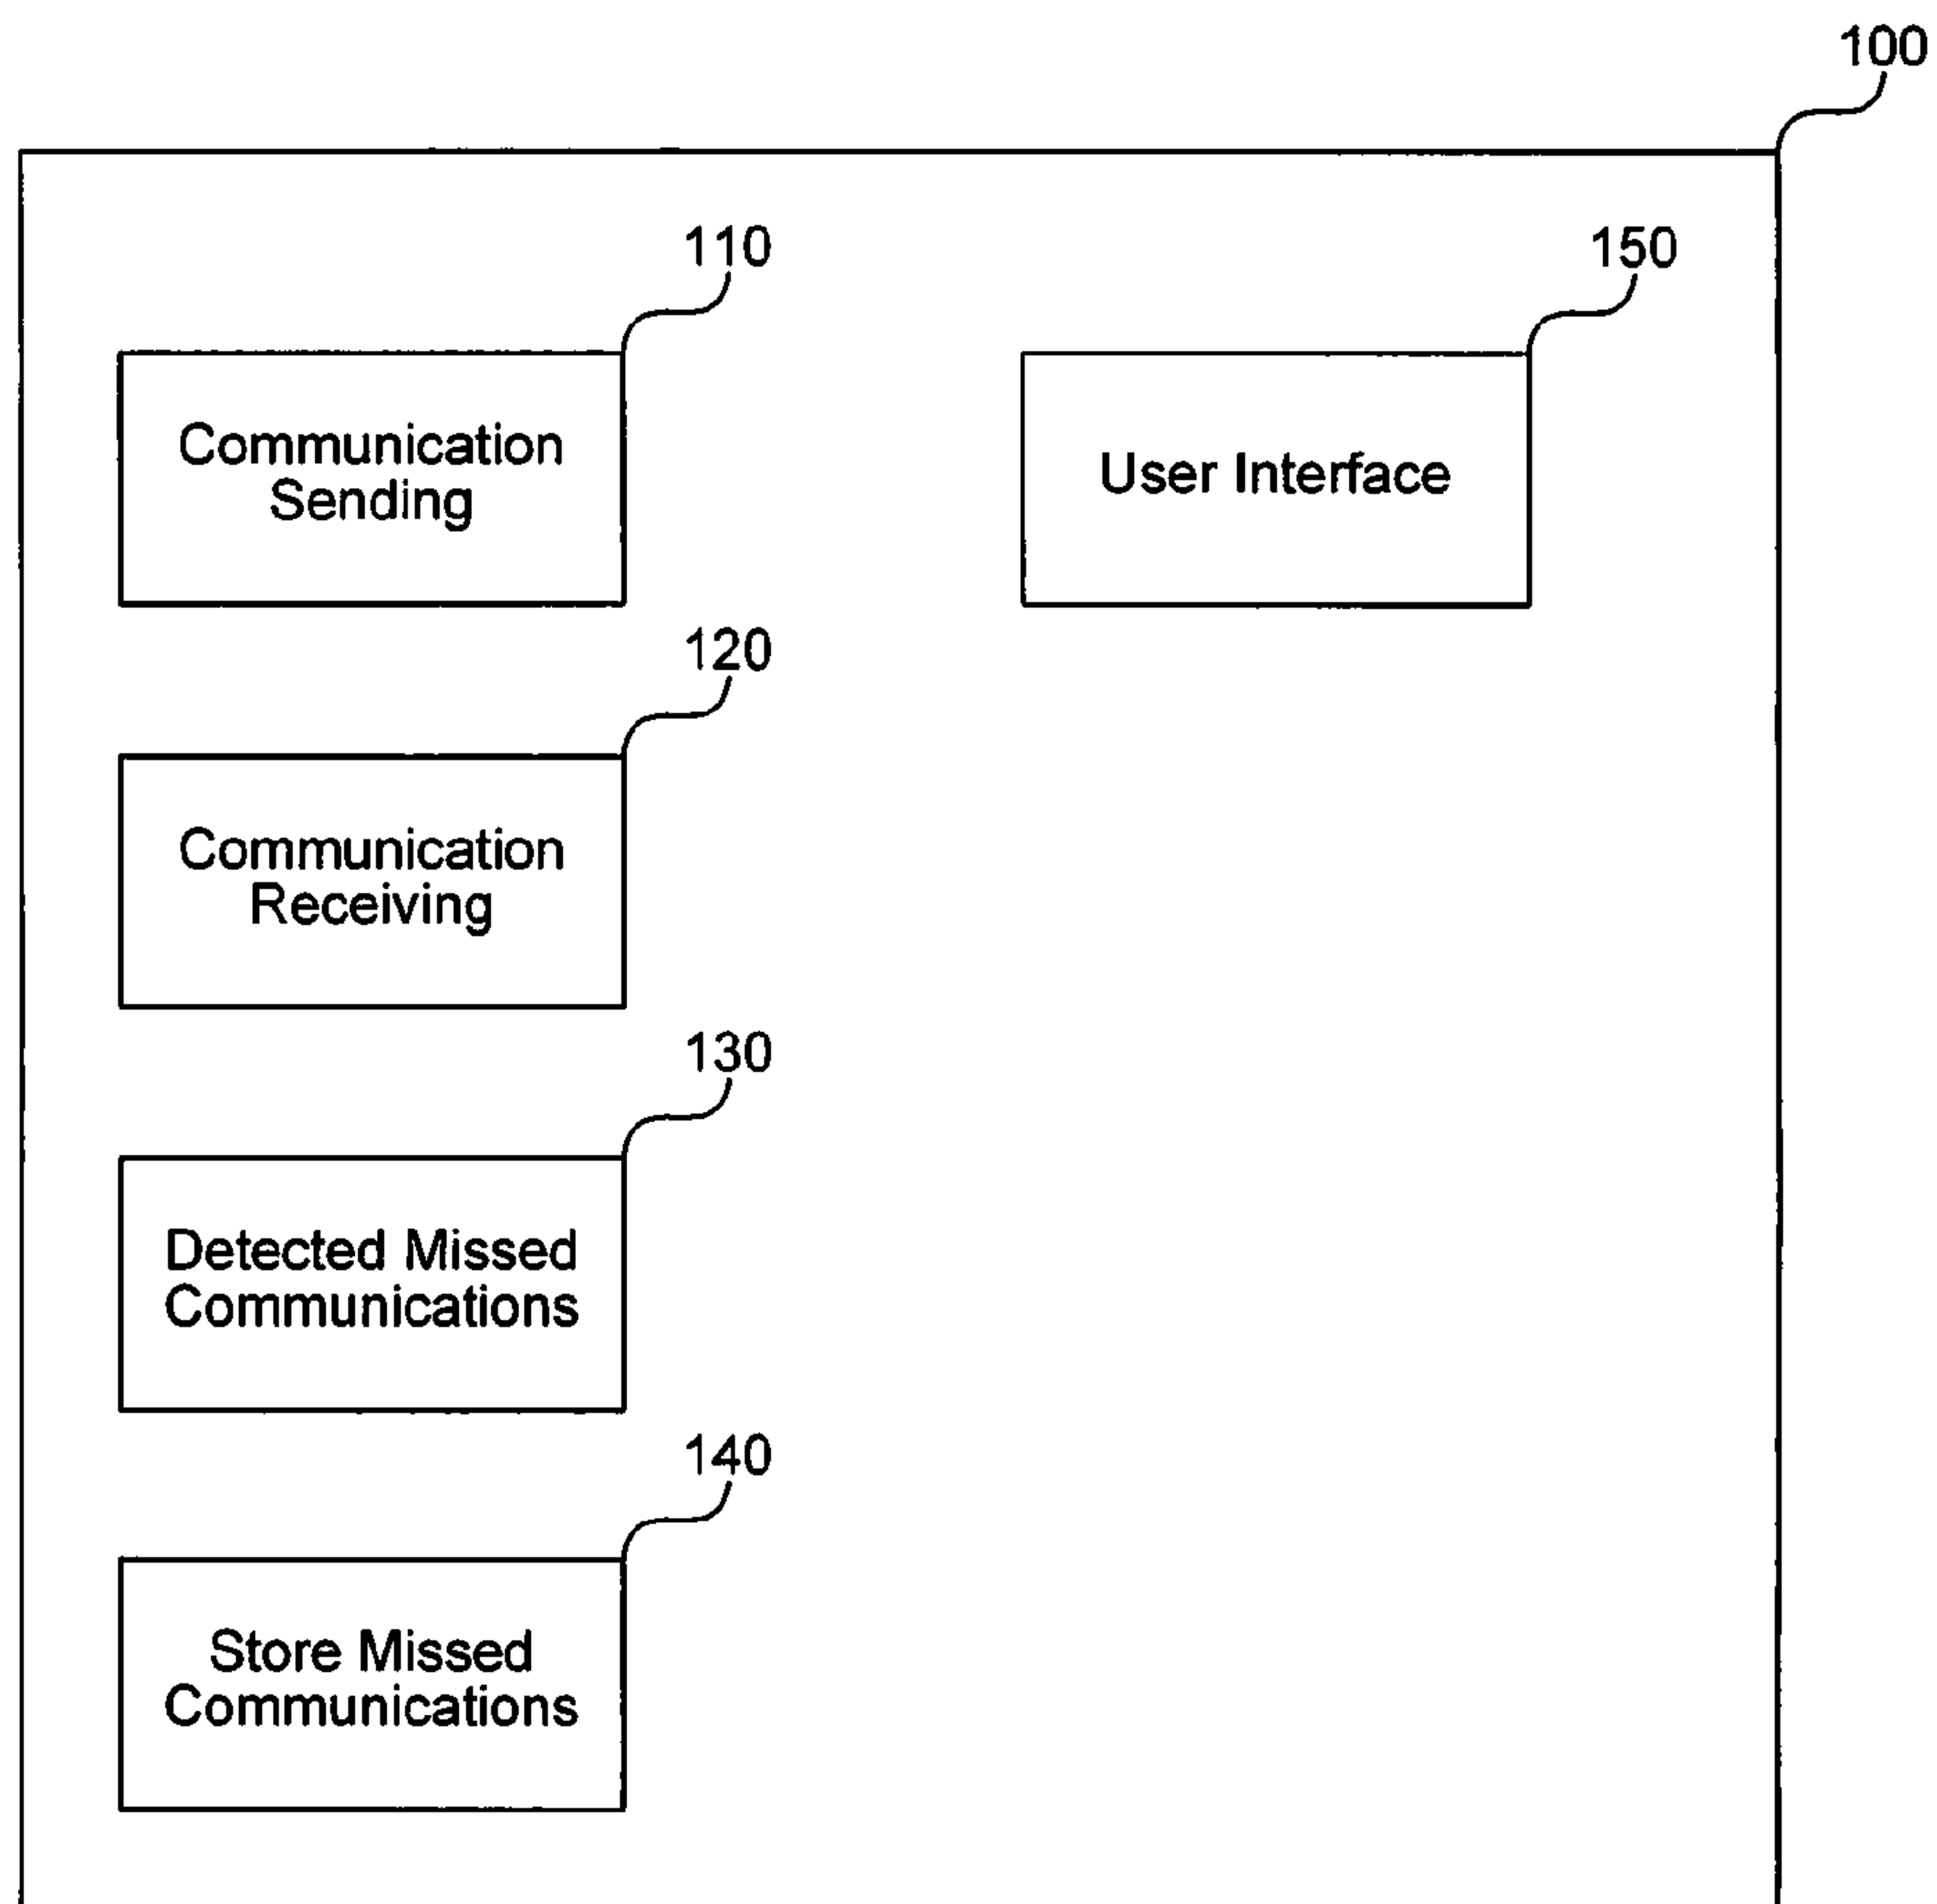 100
110
150
Communication
Sending
User Interface
120
Communication
Receiving
130
Detected Missed
Communications
140
Store Missed
Communications